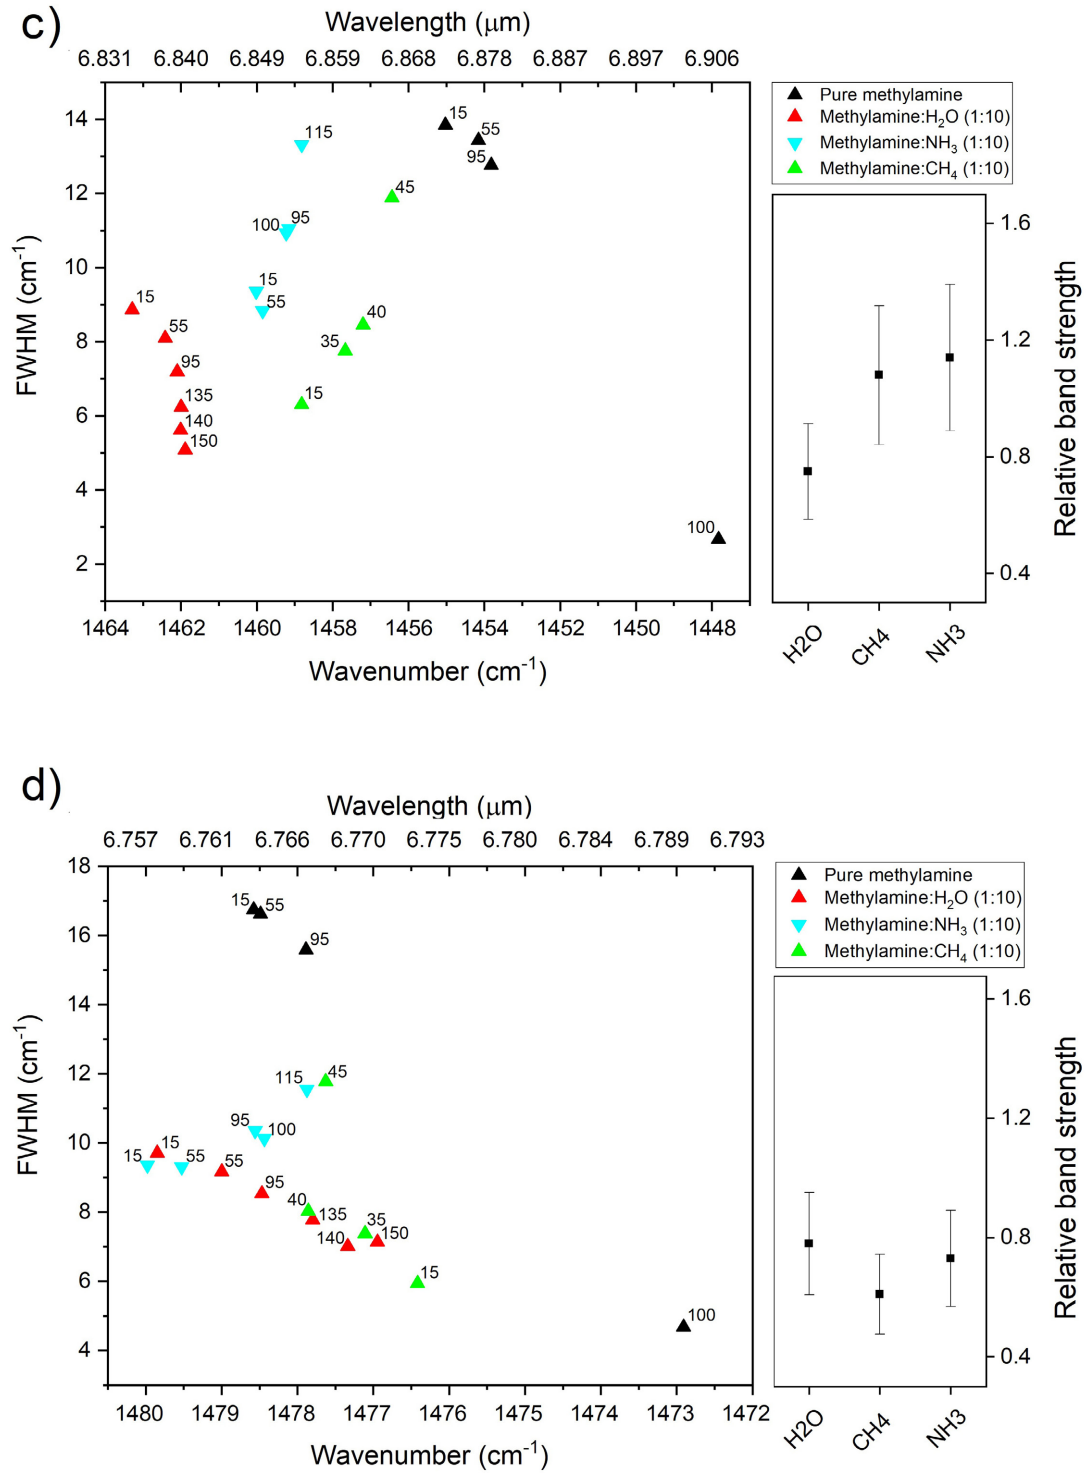 c)
Wavelength (μm)
6.831 6.840 6.849 6.859 6.868 6.878 6.887 6.897 6.906
14
12
10
8
6
4
2
FWHM (cm-1)
15
55
95
115
45
100 95
15
55
15
40
35
55
95
15
135
140
150
100
1464 1462 1460 1458 1456 1454 1452 1450 1448
Wavenumber (cm-1)
Pure methylamine
Methylamine:H2O (1:10)
Methylamine:NH3 (1:10)
Methylamine:CH4 (1:10)
1.6
1.2
0.8
0.4
Relative band strength
H2O CH4 NH3
d)
Wavelength (μm)
6.757 6.761 6.766 6.770 6.775 6.780 6.784 6.789 6.793
18
16
14
12
10
8
6
4
FWHM (cm-1)
15 55
95
115 45
95 100
15 15 55 55
95
40 135
35
140 150
15
100
1480 1479 1478 1477 1476 1475 1474 1473 1472
Wavenumber (cm-1)
Pure methylamine
Methylamine:H2O (1:10)
Methylamine:NH3 (1:10)
Methylamine:CH4 (1:10)
1.6
1.2
0.8
0.4
Relative band strength
H2O CH4 NH3